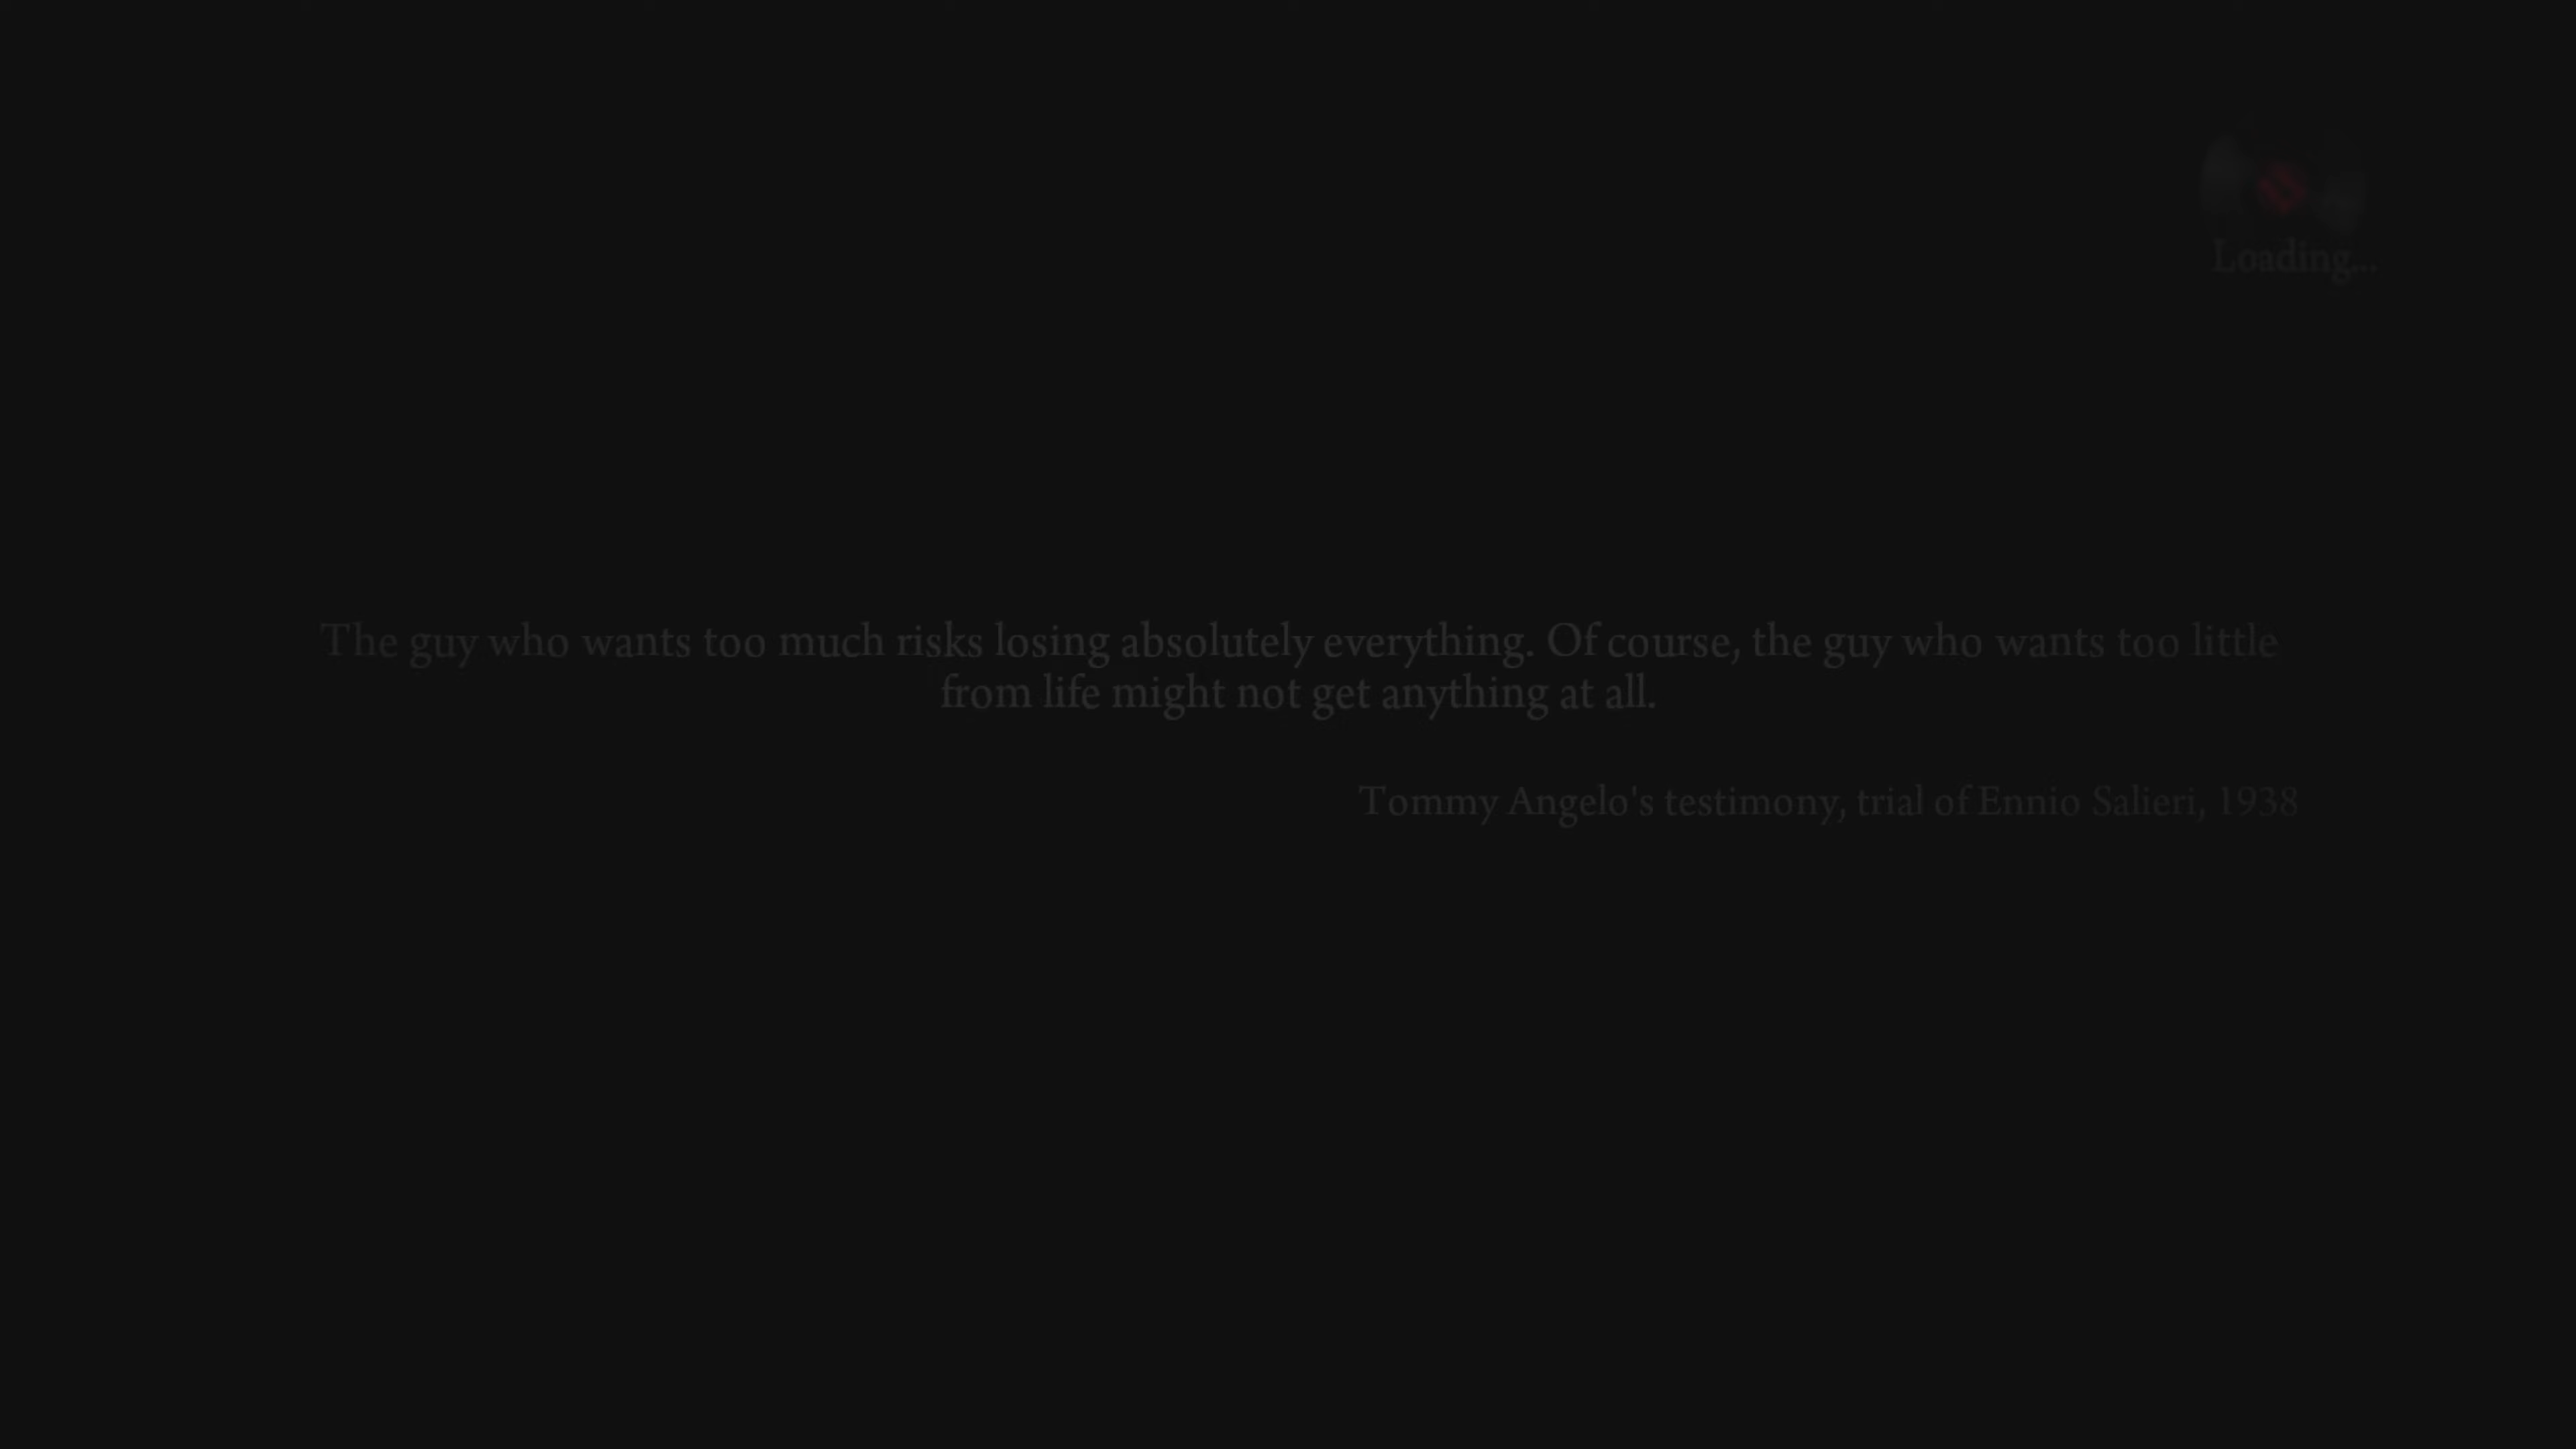 Loading...
The guy who wants too much risks losing absolutely everything. Of course, the guy who wants too little
from life might not get anything at all.
Tommy Angelo's testimony, trial of Ennio Salieri, 1938